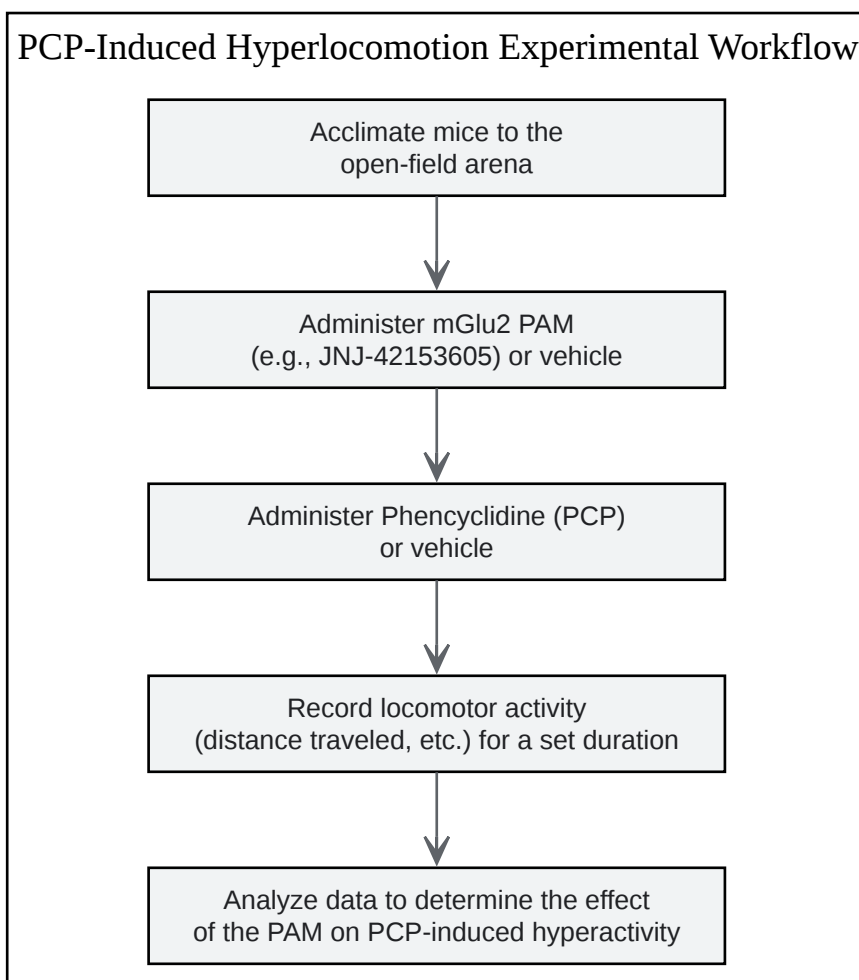 PCP-Induced Hyperlocomotion Experimental Workflow
Acclimate mice to the
open-field arena
Administer mGlu2 PAM
(e.g., JNJ-42153605) or vehicle
Administer Phencyclidine (PCP)
or vehicle
Record locomotor activity
(distance traveled, etc.) for a set duration
Analyze data to determine the effect
of the PAM on PCP-induced hyperactivity